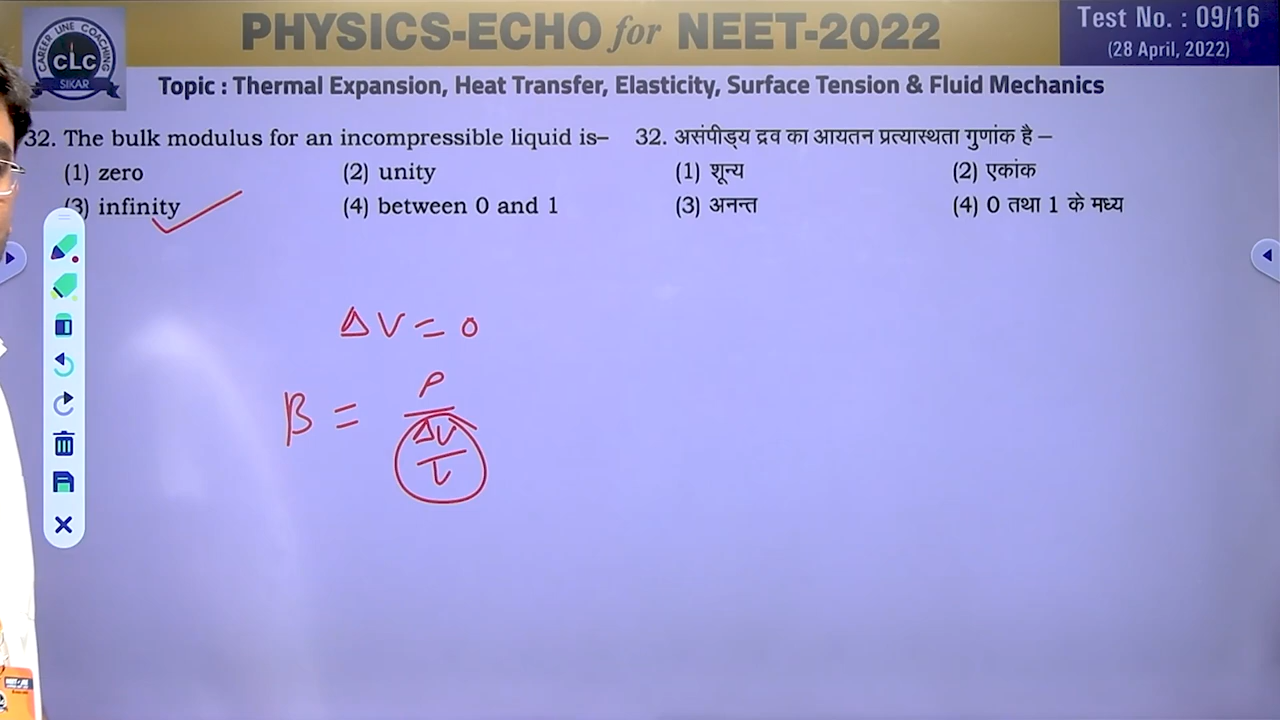 PHYSICS-ECHO for NEET-2022
Test No. : 09/16
(28 April, 2022)
CAREER LINE COACHING
CLC
SIKAR
Topic : Thermal Expansion, Heat Transfer, Elasticity, Surface Tension & Fluid Mechanics
32. The bulk modulus for an incompressible liquid is–
(1) zero
(2) unity
(3) infinity
(4) between 0 and 1
32. असंपीड्य द्रव का आयतन प्रत्यास्थता गुणांक है –
(1) शून्य
(2) एकांक
(3) अनन्त
(4) 0 तथा 1 के मध्य
ΔV = 0
B = P
ΔV
V